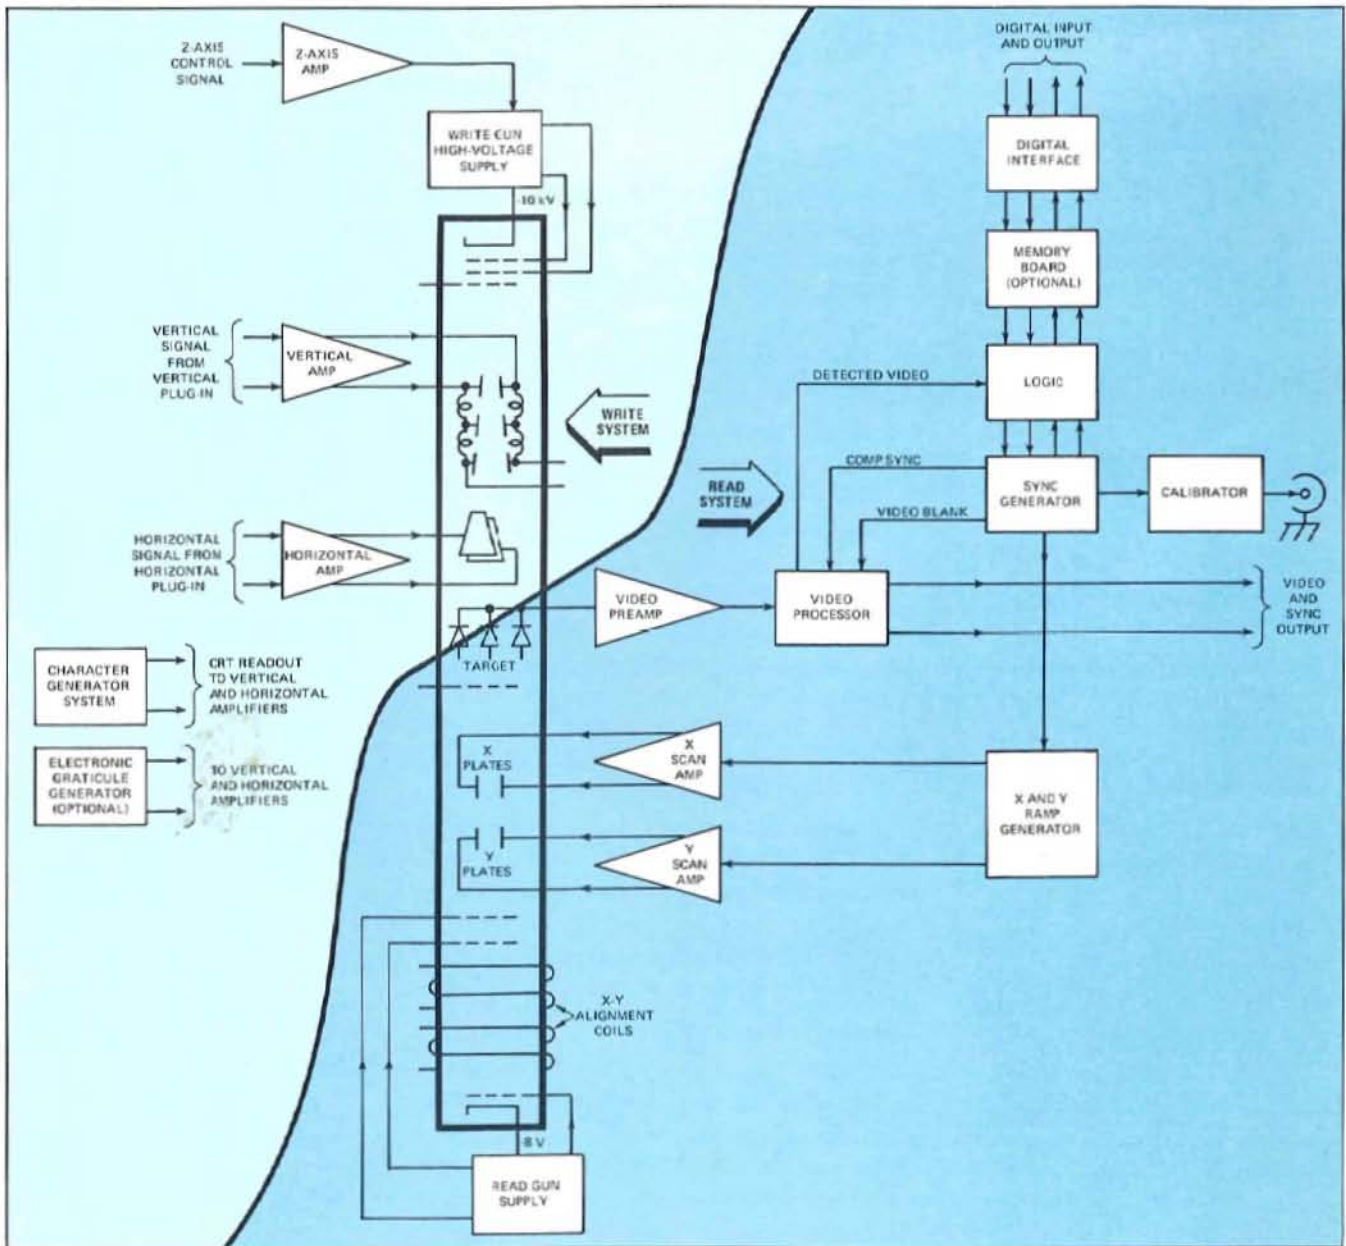 Z-AXIS
CONTROL
SIGNAL
Z-AXIS
AMP
WRITE GUN
HIGH-VOLTAGE
SUPPLY
-10 kV
VERTICAL
SIGNAL
FROM
VERTICAL
PLUG-IN
VERTICAL
AMP
WRITE
SYSTEM
HORIZONTAL
SIGNAL FROM
HORIZONTAL
PLUG-IN
HORIZONTAL
AMP
TARGET
CHARACTER
GENERATOR
SYSTEM
CRT READOUT
TO VERTICAL
AND HORIZONTAL
AMPLIFIERS
ELECTRONIC
GRATICULE
GENERATOR
(OPTIONAL)
TO VERTICAL
AND HORIZONTAL
AMPLIFIERS
DIGITAL INPUT
AND OUTPUT
DIGITAL
INTERFACE
MEMORY
BOARD
(OPTIONAL)
DETECTED VIDEO
LOGIC
COMP SYNC
READ
SYSTEM
SYNC
GENERATOR
CALIBRATOR
VIDEO BLANK
VIDEO
PREAMP
VIDEO
PROCESSOR
VIDEO
AND
SYNC
OUTPUT
X
PLATES
X
SCAN
AMP
Y
PLATES
Y
SCAN
AMP
X AND Y
RAMP
GENERATOR
X-Y
ALIGNMENT
COILS
-8 V
READ GUN
SUPPLY